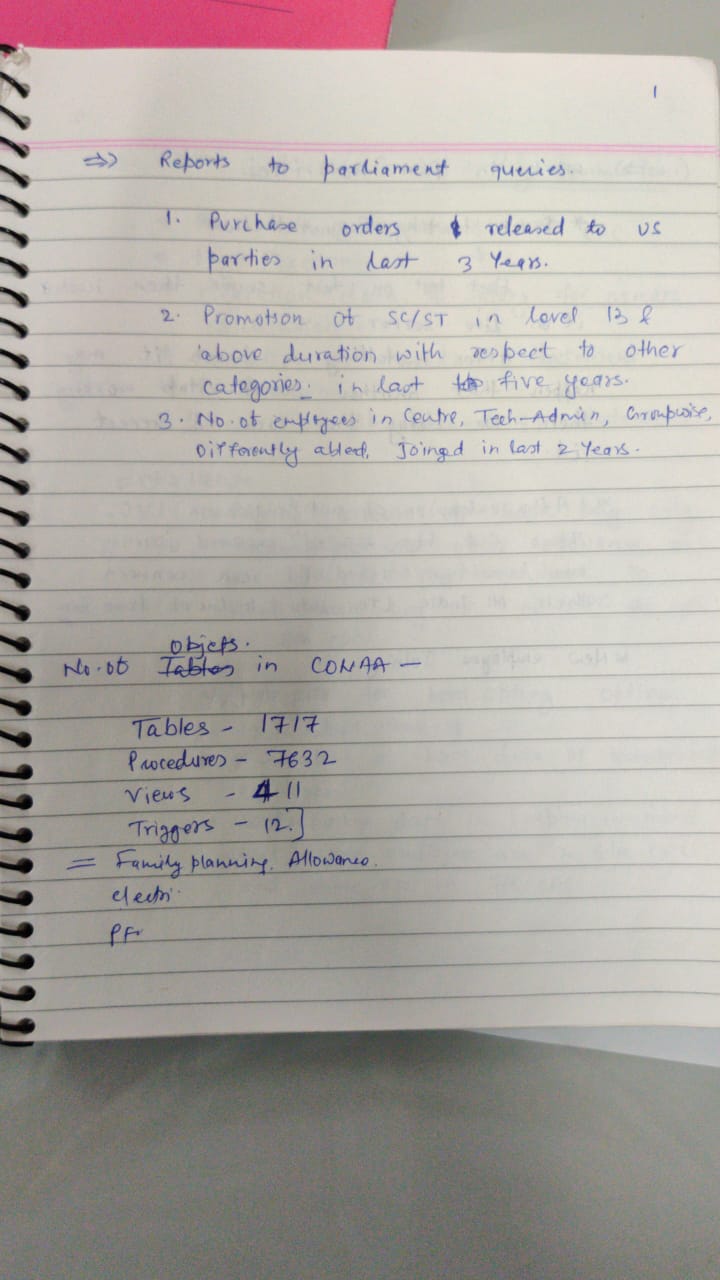 1
⇒ Reports to parliament queries.
1. Purchase orders released to US
parties in last 3 Years.
2. Promotion of SC/ST in level 13 &
above duration with respect to other
categories. in last five years.
3. No. of employees in Centre, Tech-Admin, Groupwise,
Differently abled, joined in last 2 Years.
Objets.
No. of Tables in CONAA —
Tables - 1717
Procedures - 7632
Views - 411
Triggers - 12.]
= Family planning. Allowance.
electri.
PF